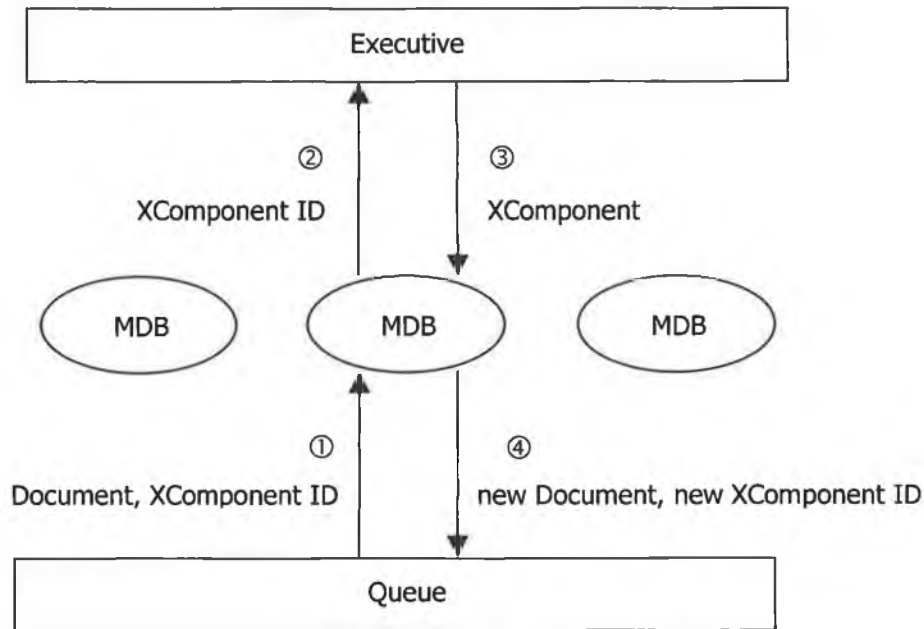 Executive
②
③
XComponent ID
XComponent
MDB
MDB
MDB
①
④
Document, XComponent ID
new Document, new XComponent ID
Queue